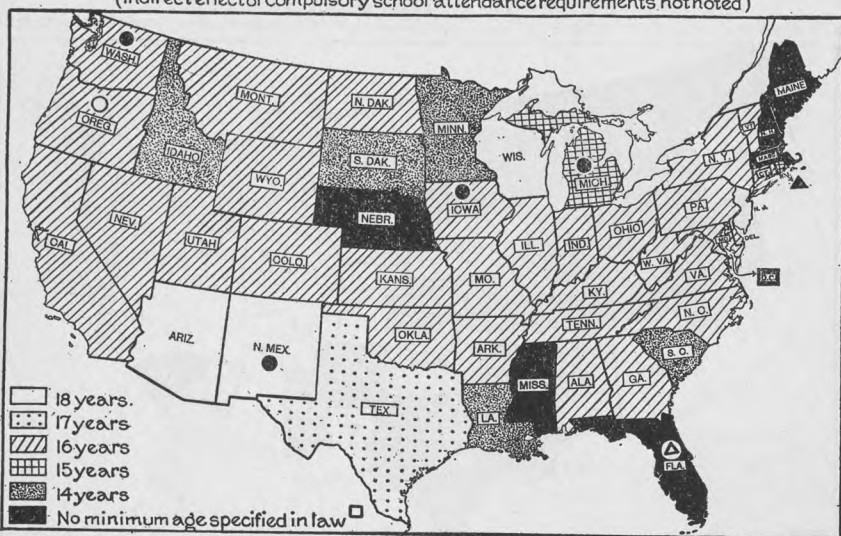 (Indirect effect of compulsory school attendance requirements not noted)
WASH.
OREG.
IDAHO
MONT.
WYO.
NEV.
CAL.
UTAH
COLO.
ARIZ.
N. MEX.
N. DAK.
S. DAK.
NEBR.
KANS.
OKLA.
TEX.
MINN.
IOWA
MO.
ARK.
LA.
WIS.
ILL.
MICH.
IND.
OHIO
KY.
TENN.
MISS.
ALA.
GA.
FLA.
S. C.
N. C.
VA.
W. VA.
PA.
N. Y.
VT.
N. H.
MAINE
MASS.
N. J.
DEL.
D.C.
18 years.
17 years
16 years
15 years
14 years
No minimum age specified in law